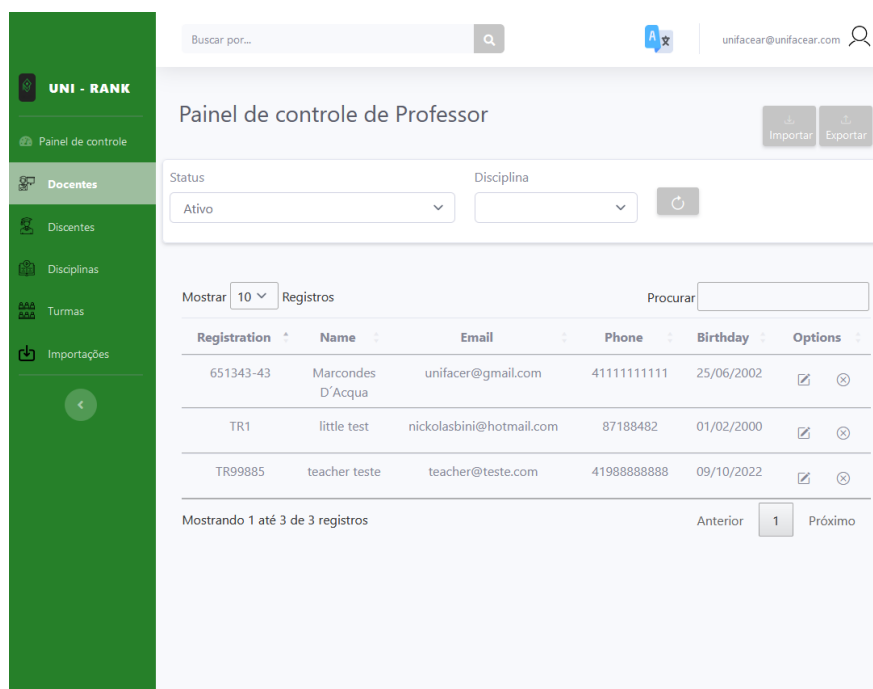 Buscar por...
A 文
unifacear@unifacear.com
UNI - RANK
Painel de controle
Docentes
Discentes
Disciplinas
Turmas
Importações
Painel de controle de Professor
Importar
Exportar
Status
Disciplina
Ativo
Mostrar 10 Registros
Procurar
Registration Name Email Phone Birthday Options
651343-43 Marcondes unifacer@gmail.com 41111111111 25/06/2002
D´Acqua
TR1 little test nickolasbini@hotmail.com 87188482 01/02/2000
TR99885 teacher teste teacher@teste.com 41988888888 09/10/2022
Mostrando 1 até 3 de 3 registros
Anterior 1 Próximo